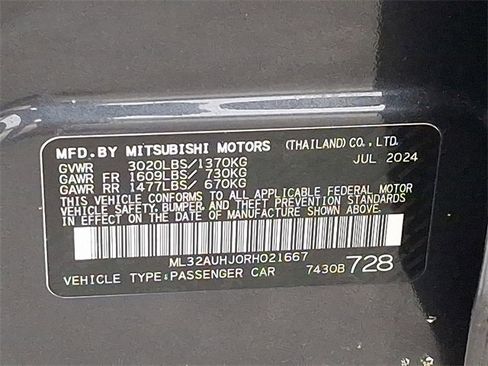 MFD.BY MITSUBISHI MOTORS (THAILAND) CO.,LTD.
GVWR 3020LBS/1370KG JUL 2024
GAWR FR 1609LBS/ 730KG
GAWR RR 1477LBS/ 670KG
THIS VEHICLE CONFORMS TO ALL APPLICABLE FEDERAL MOTOR
VEHICLE SAFETY, BUMPER, AND THEFT PREVENTION STANDARDS
IN EFFECT ON THE DATE OF MANUFACTURE SHOWN ABOVE.
ML32AUHJ0RH021667
VEHICLE TYPE:PASSENGER CAR 7430B 728